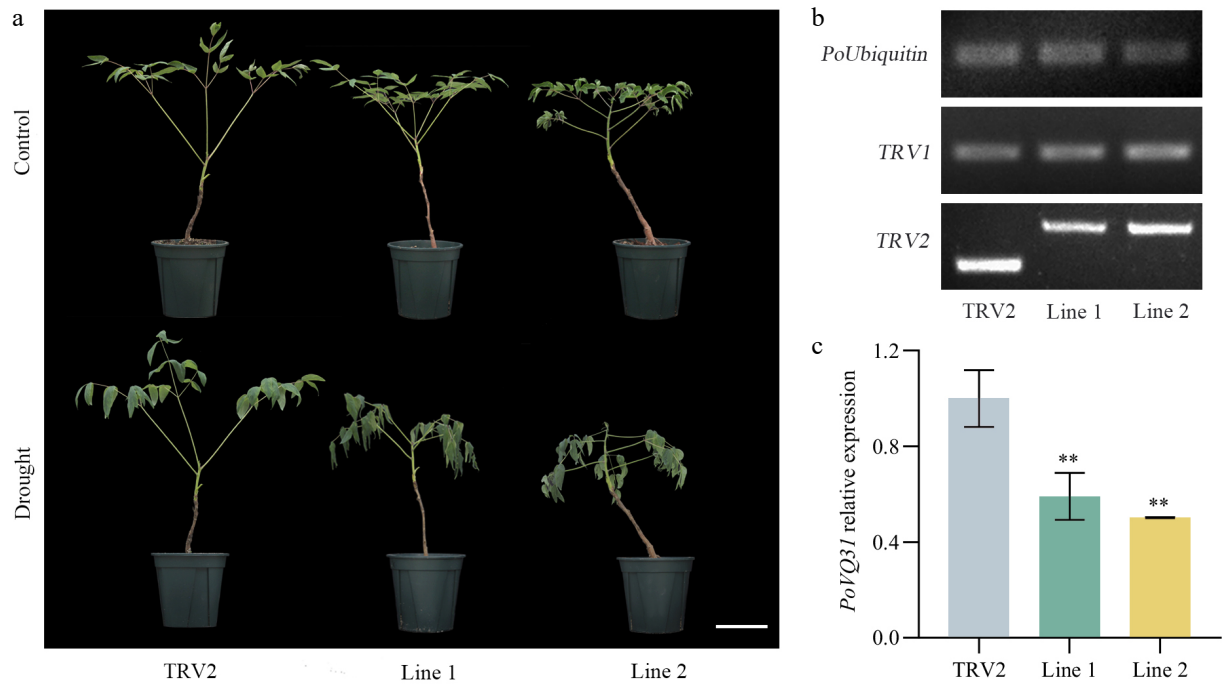 a
Control
Drought
TRV2
Line 1
Line 2
b
PoUbiquitin
TRV1
TRV2
TRV2
Line 1
Line 2
c
PoVQ31 relative expression
1.2
0.8
0.4
0.0
**
**
TRV2
Line 1
Line 2